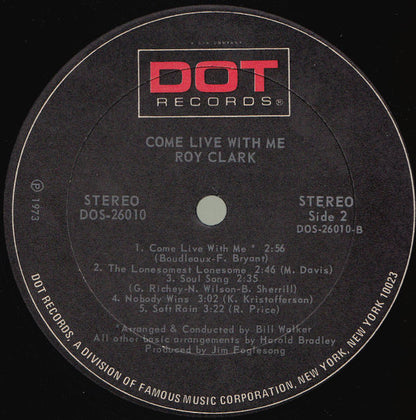 DOT
RECORDS®
COME LIVE WITH ME
ROY CLARK
℗ 1973
STEREO
DOS-26010
STEREO
Side 2
DOS-26010-B
1. Come Live With Me * 2:56
(Boudleaux-F. Bryant)
2. The Lonesomest Lonesome 2:46 (M. Davis)
3. Soul Song 2:35
(G. Richey-N. Wilson-B. Sherrill)
4. Nobody Wins 3:02 (K. Kristofferson)
5. Soft Rain 3:22 (R. Price)
*Arranged & Conducted by Bill Walker
All other basic arrangements by Harold Bradley
Produced by Jim Foglesong
DOT RECORDS, A DIVISION OF FAMOUS MUSIC CORPORATION, NEW YORK, NEW YORK 10023